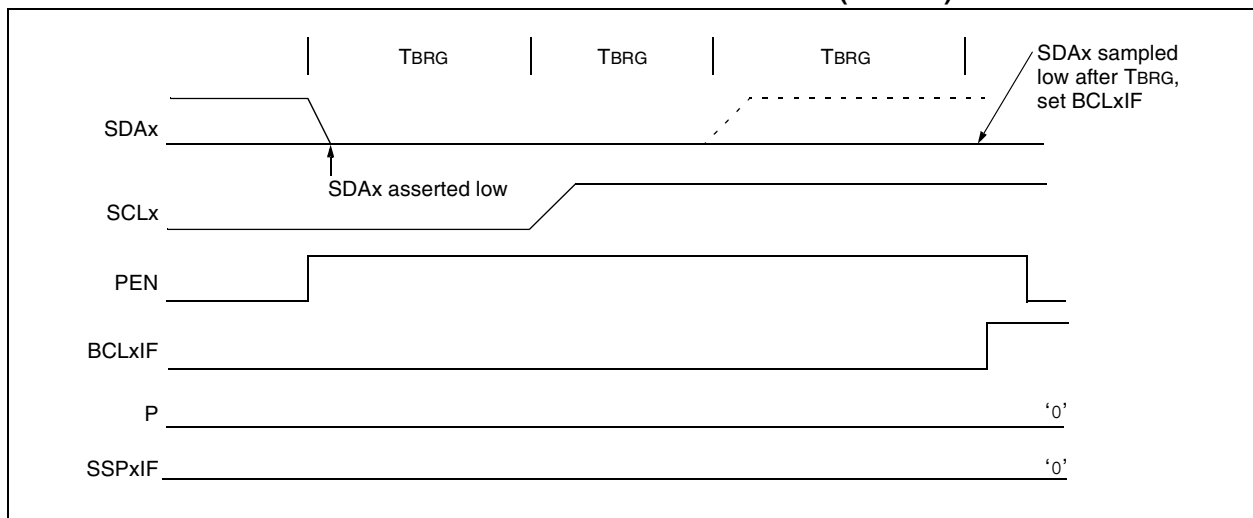 TBRG TBRG TBRG
SDAx sampled
low after TBRG,
set BCLxIF
SDAx
SDAx asserted low
SCLx
PEN
BCLxIF
P ‘0’
SSPxIF ‘0’